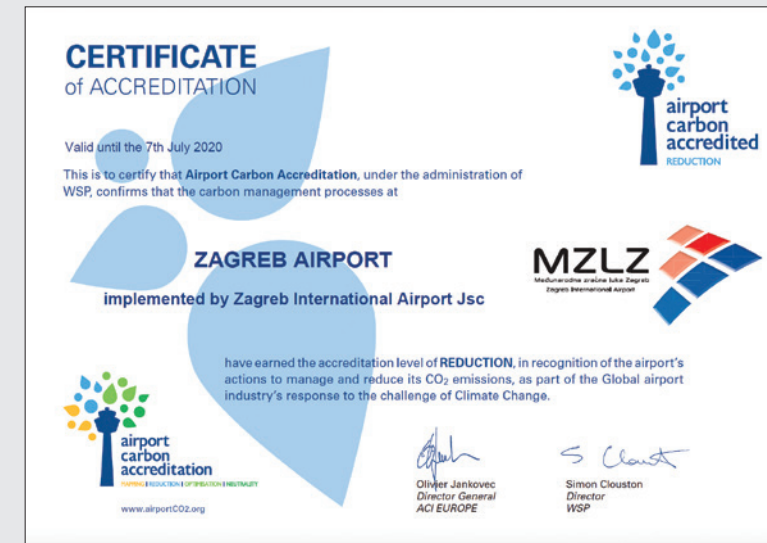 CERTIFICATE
of ACCREDITATION
airport
carbon
accredited
REDUCTION
Valid until the 7th July 2020
This is to certify that Airport Carbon Accreditation, under the administration of
WSP, confirms that the carbon management processes at
ZAGREB AIRPORT
implemented by Zagreb International Airport Jsc
MZLZ
Međunarodna zračna luka Zagreb
Zagreb International Airport
have earned the accreditation level of REDUCTION, in recognition of the airport's
actions to manage and reduce its CO₂ emissions, as part of the Global airport
industry's response to the challenge of Climate Change.
airport
carbon
accreditation
MAPPING | REDUCTION | OPTIMISATION | NEUTRALITY
www.airportCO2.org
Olivier Jankovec
Director General
ACI EUROPE
S Cloust
Simon Clouston
Director
WSP